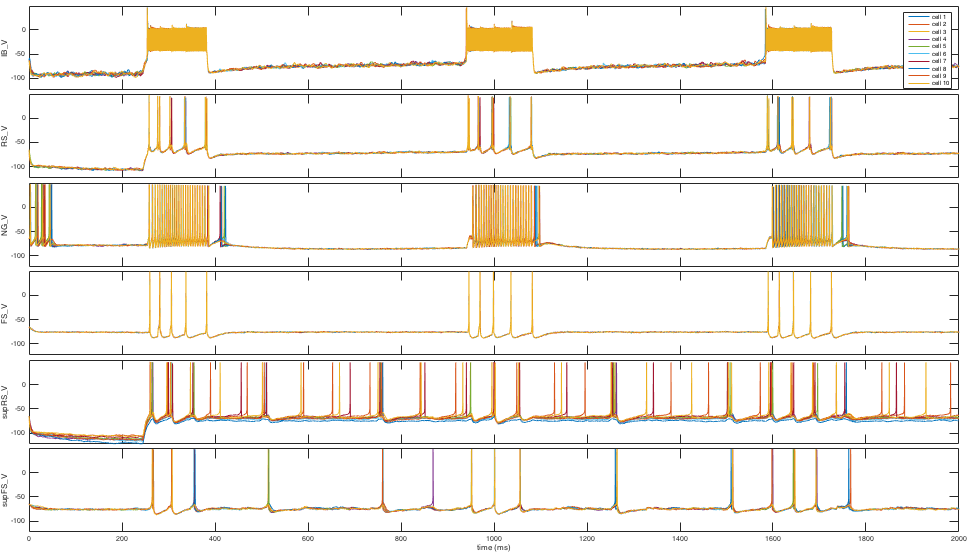 0
-50
-100
IB_V
cell 1
cell 2
cell 3
cell 4
cell 5
cell 6
cell 7
cell 8
cell 9
cell 10
0
-50
-100
RS_V
0
-50
-100
NG_V
0
-50
-100
FS_V
0
-50
-100
supRS_V
0
-50
-100
supFS_V
0 200 400 600 800 1000 1200 1400 1600 1800 2000
time (ms)